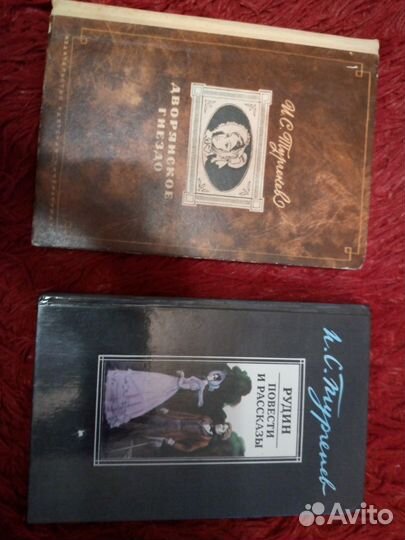 И. С. Тургенев
ДВОРЯНСКОЕ
ГНЕЗДО
И. С. Тургенев
РУДИН
ПОВЕСТИ
И РАССКАЗЫ
Avito